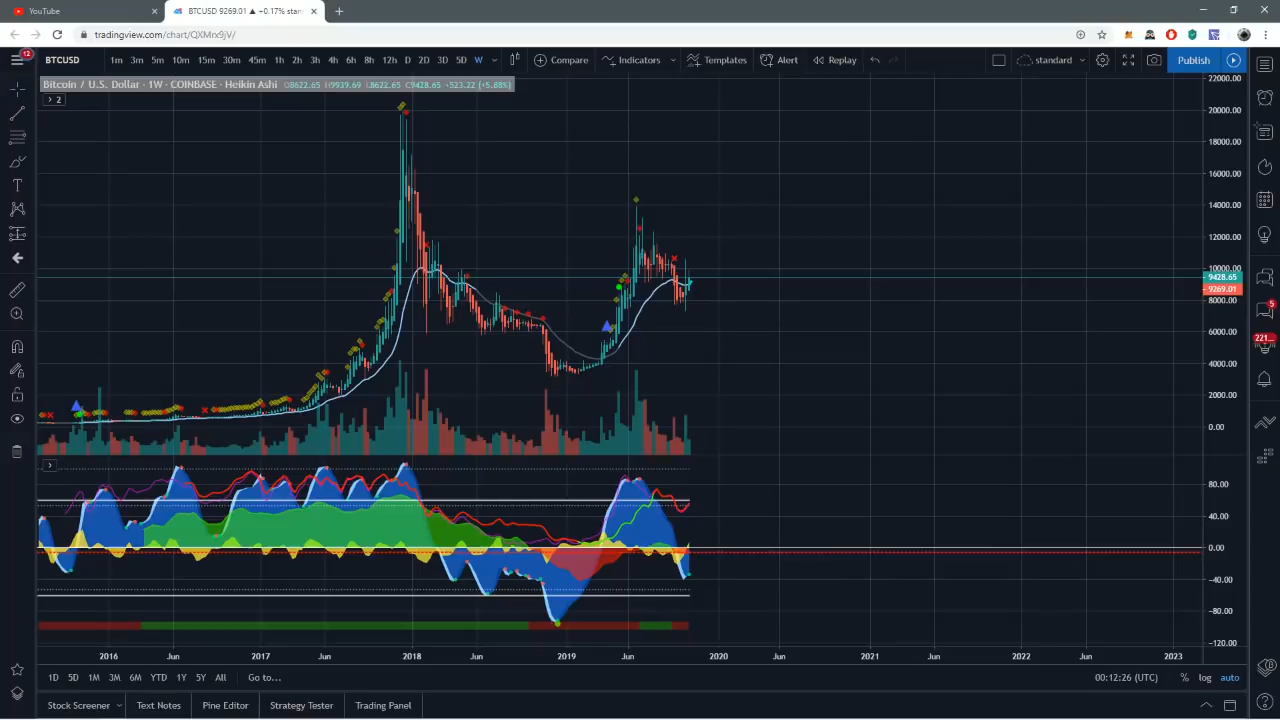 YouTube
BTCUSD 9269.01 ▲ +0.17% stan
tradingview.com/chart/QXMnx9jV/
12
BTCUSD
1m 3m 5m 10m 15m 30m 45m 1h 2h 3h 4h 6h 8h 12h D 2D 3D 5D W
Compare
Indicators
Templates
Alert
Replay
standard
Publish
Bitcoin / U.S. Dollar · 1W · COINBASE · Heikin Ashi O8622.65 H9939.69 L8622.65 C9428.65 +523.22 (+5.88%)
2
22000.00
20000.00
18000.00
16000.00
14000.00
12000.00
10000.00
9428.65
9269.01
8000.00
6000.00
4000.00
2000.00
0.00
5
221
80.00
40.00
0.00
-40.00
-80.00
-120.00
2016 Jun 2017 Jun 2018 Jun 2019 Jun 2020 Jun 2021 Jun 2022 Jun 2023
1D 5D 1M 3M 6M YTD 1Y 5Y All Go to...
00:12:26 (UTC) % log auto
Stock Screener Text Notes Pine Editor Strategy Tester Trading Panel